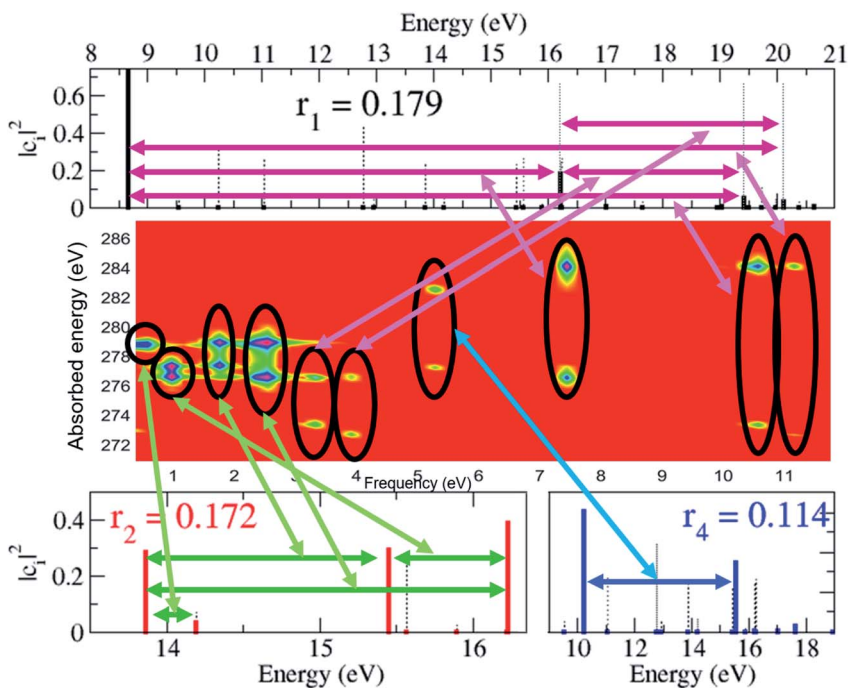 Energy (eV)
8 9 10 11 12 13 14 15 16 17 18 19 20 21
0.6
0.4
0.2
0
|cᵢ|²
r₁ = 0.179
286
284
282
280
278
276
274
272
Absorbed energy (eV)
1 2 3 4 5 6 7 8 9 10 11
Frequency (eV)
0.4
0.2
0
|cᵢ|²
r₂ = 0.172
14 15 16
Energy (eV)
r₄ = 0.114
10 12 14 16 18
Energy (eV)